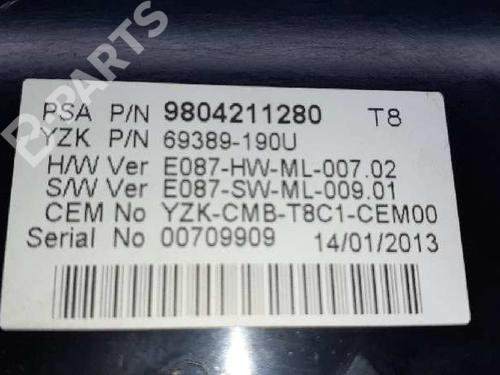 B-PARTS
PSA P/N 9804211280 T8
YZK P/N 69389-190U
H/W Ver E087-HW-ML-007.02
S/W Ver E087-SW-ML-009.01
CEM No YZK-CMB-T8C1-CEM00
Serial No 00709909 14/01/2013